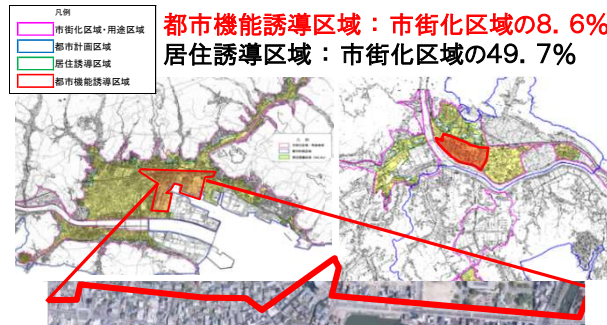 凡例
市街化区域・用途区域
都市計画区域
居住誘導区域
都市機能誘導区域
都市機能誘導区域：市街化区域の8.6%
居住誘導区域：市街化区域の49.7%
凡 例